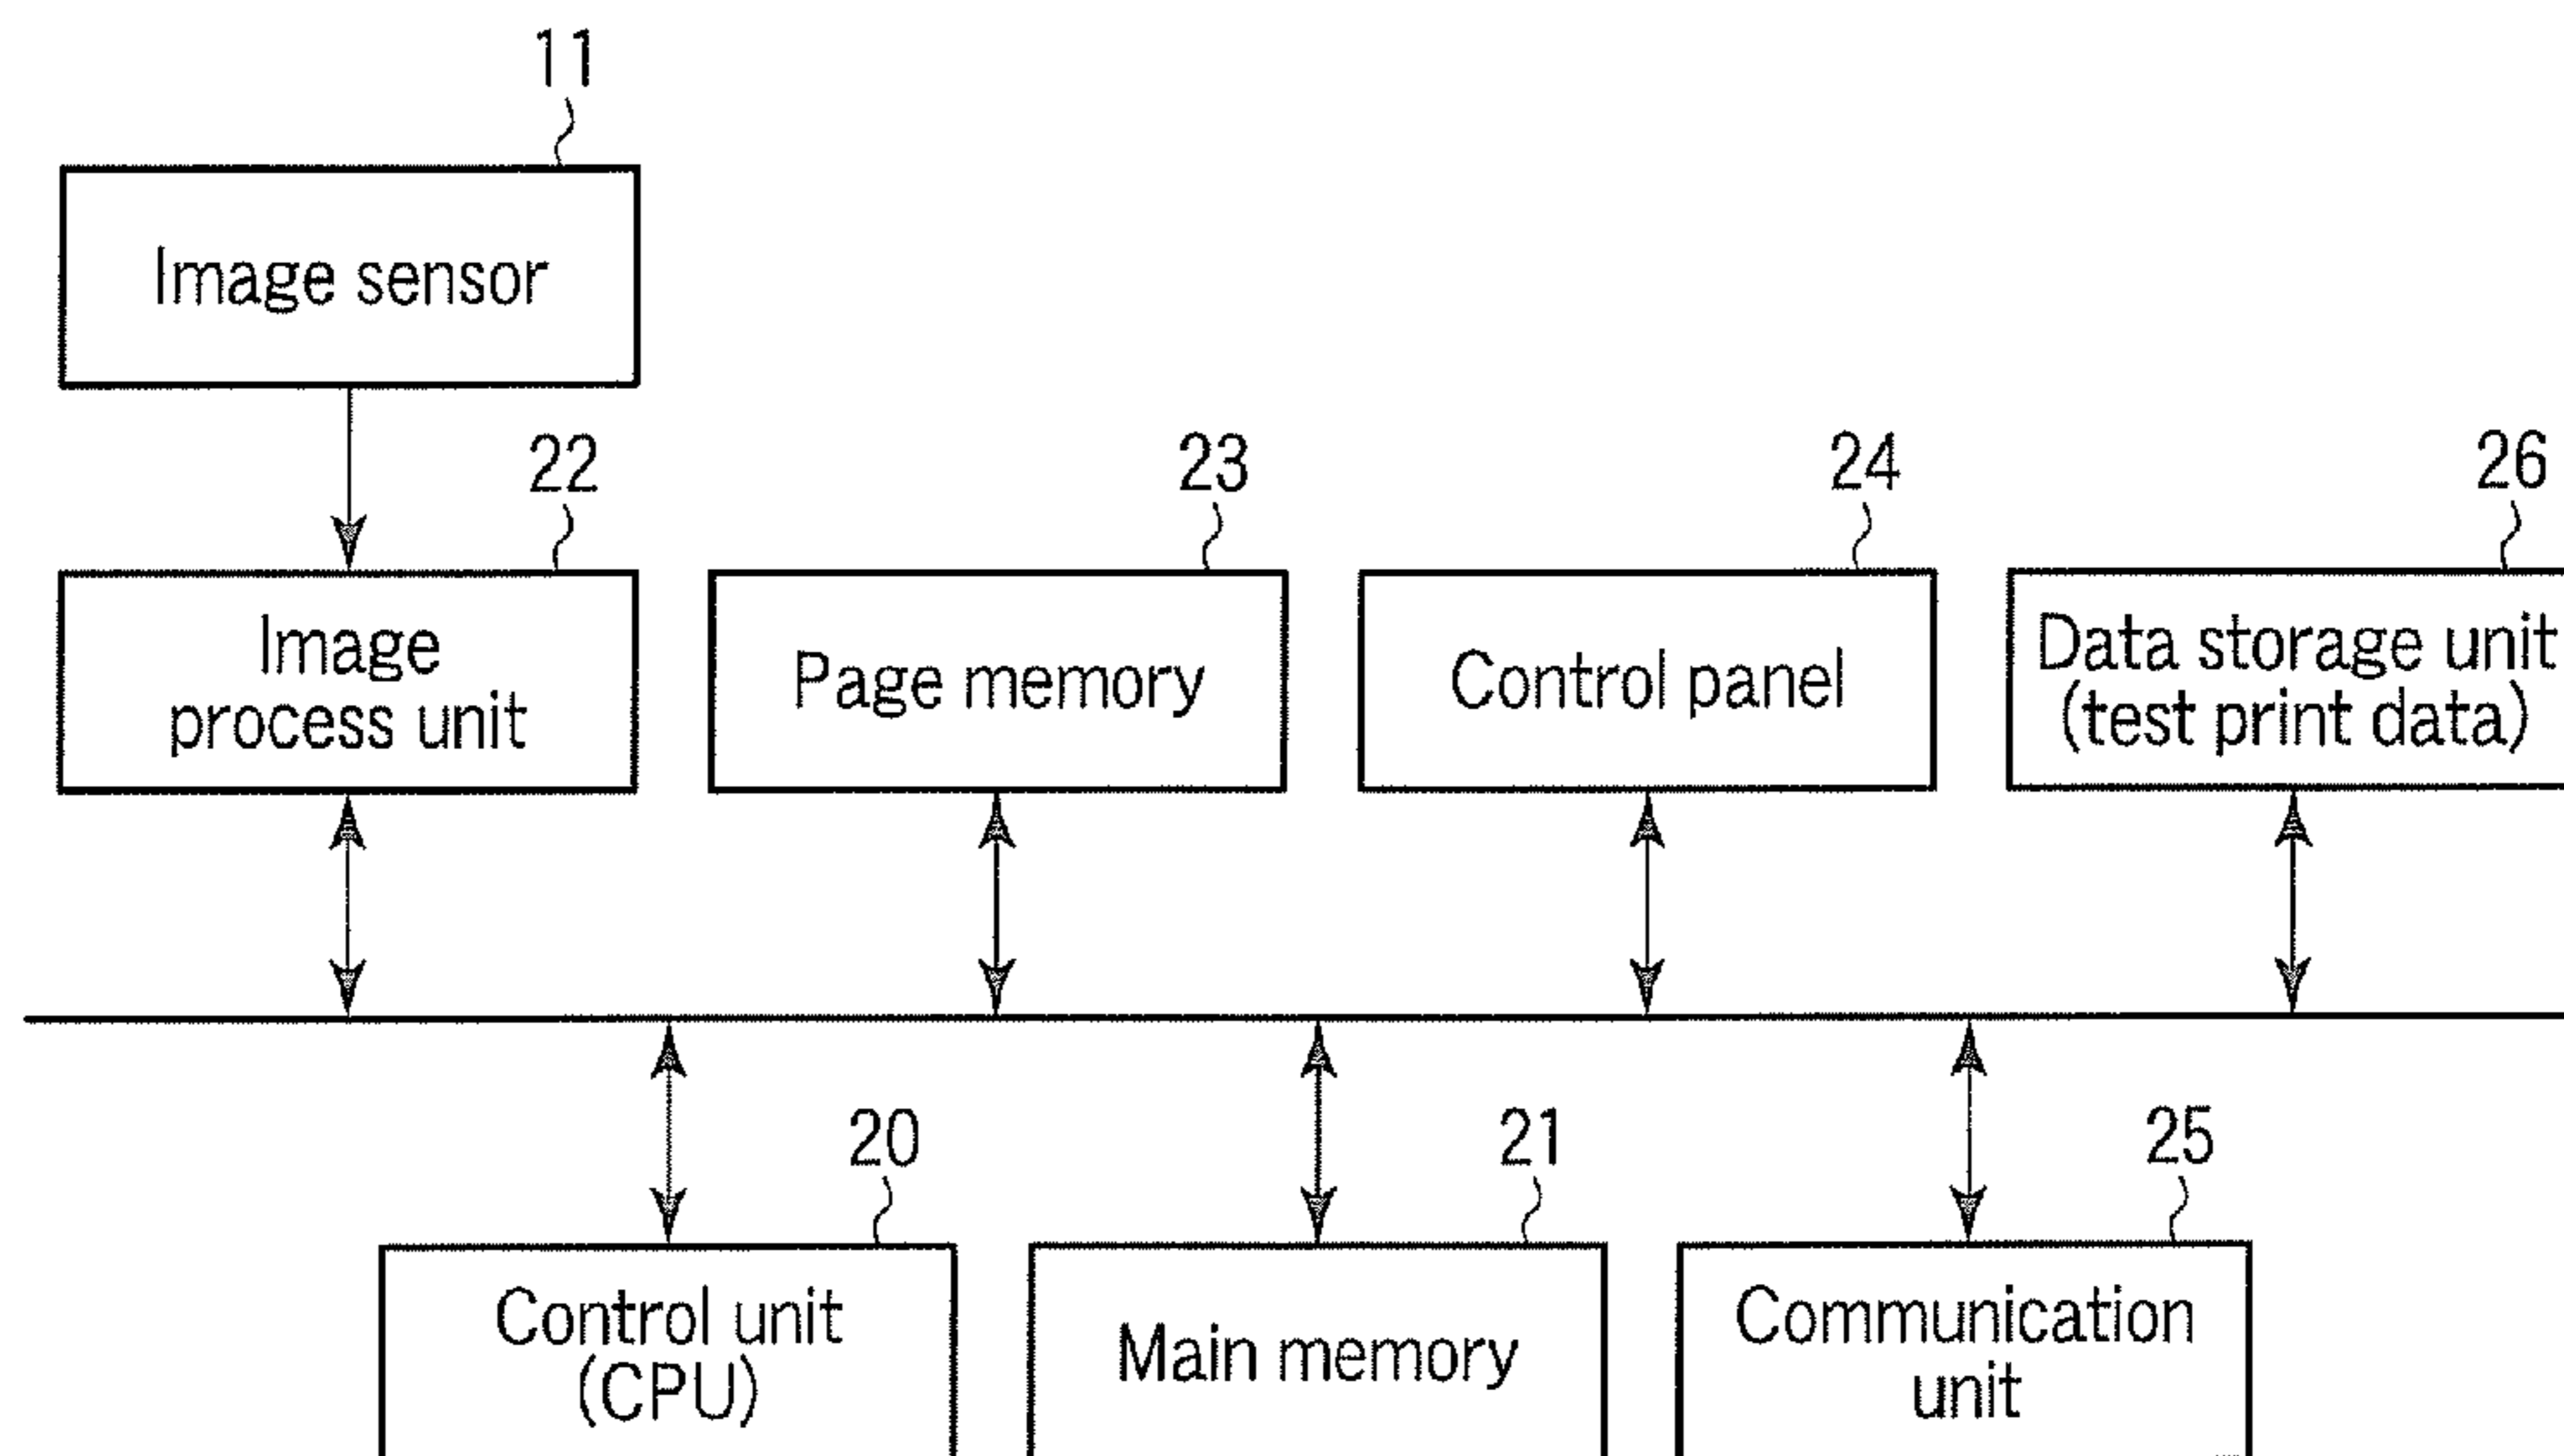 11
Image sensor
22
23
24
26
Image
process unit
Page memory
Control panel
Data storage unit
(test print data)
20
21
25
Control unit
(CPU)
Main memory
Communication
unit